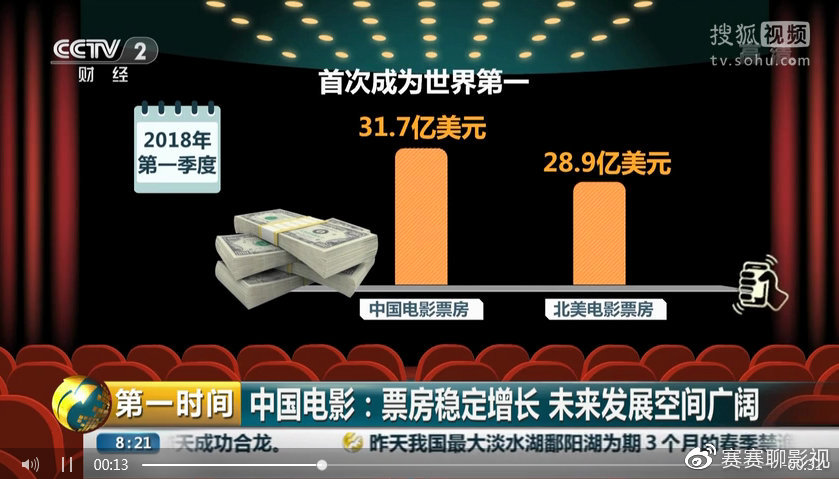 CCTV 2
财经
搜狐视频
tv.sohu.com
首次成为世界第一
2018年
第一季度
31.7亿美元
28.9亿美元
中国电影票房
北美电影票房
第一时间
中国电影：票房稳定增长 未来发展空间广阔
8:21
天成功合龙。 昨天我国最大淡水湖鄱阳湖为期3个月的春季禁渔
00:13
赛赛聊影视